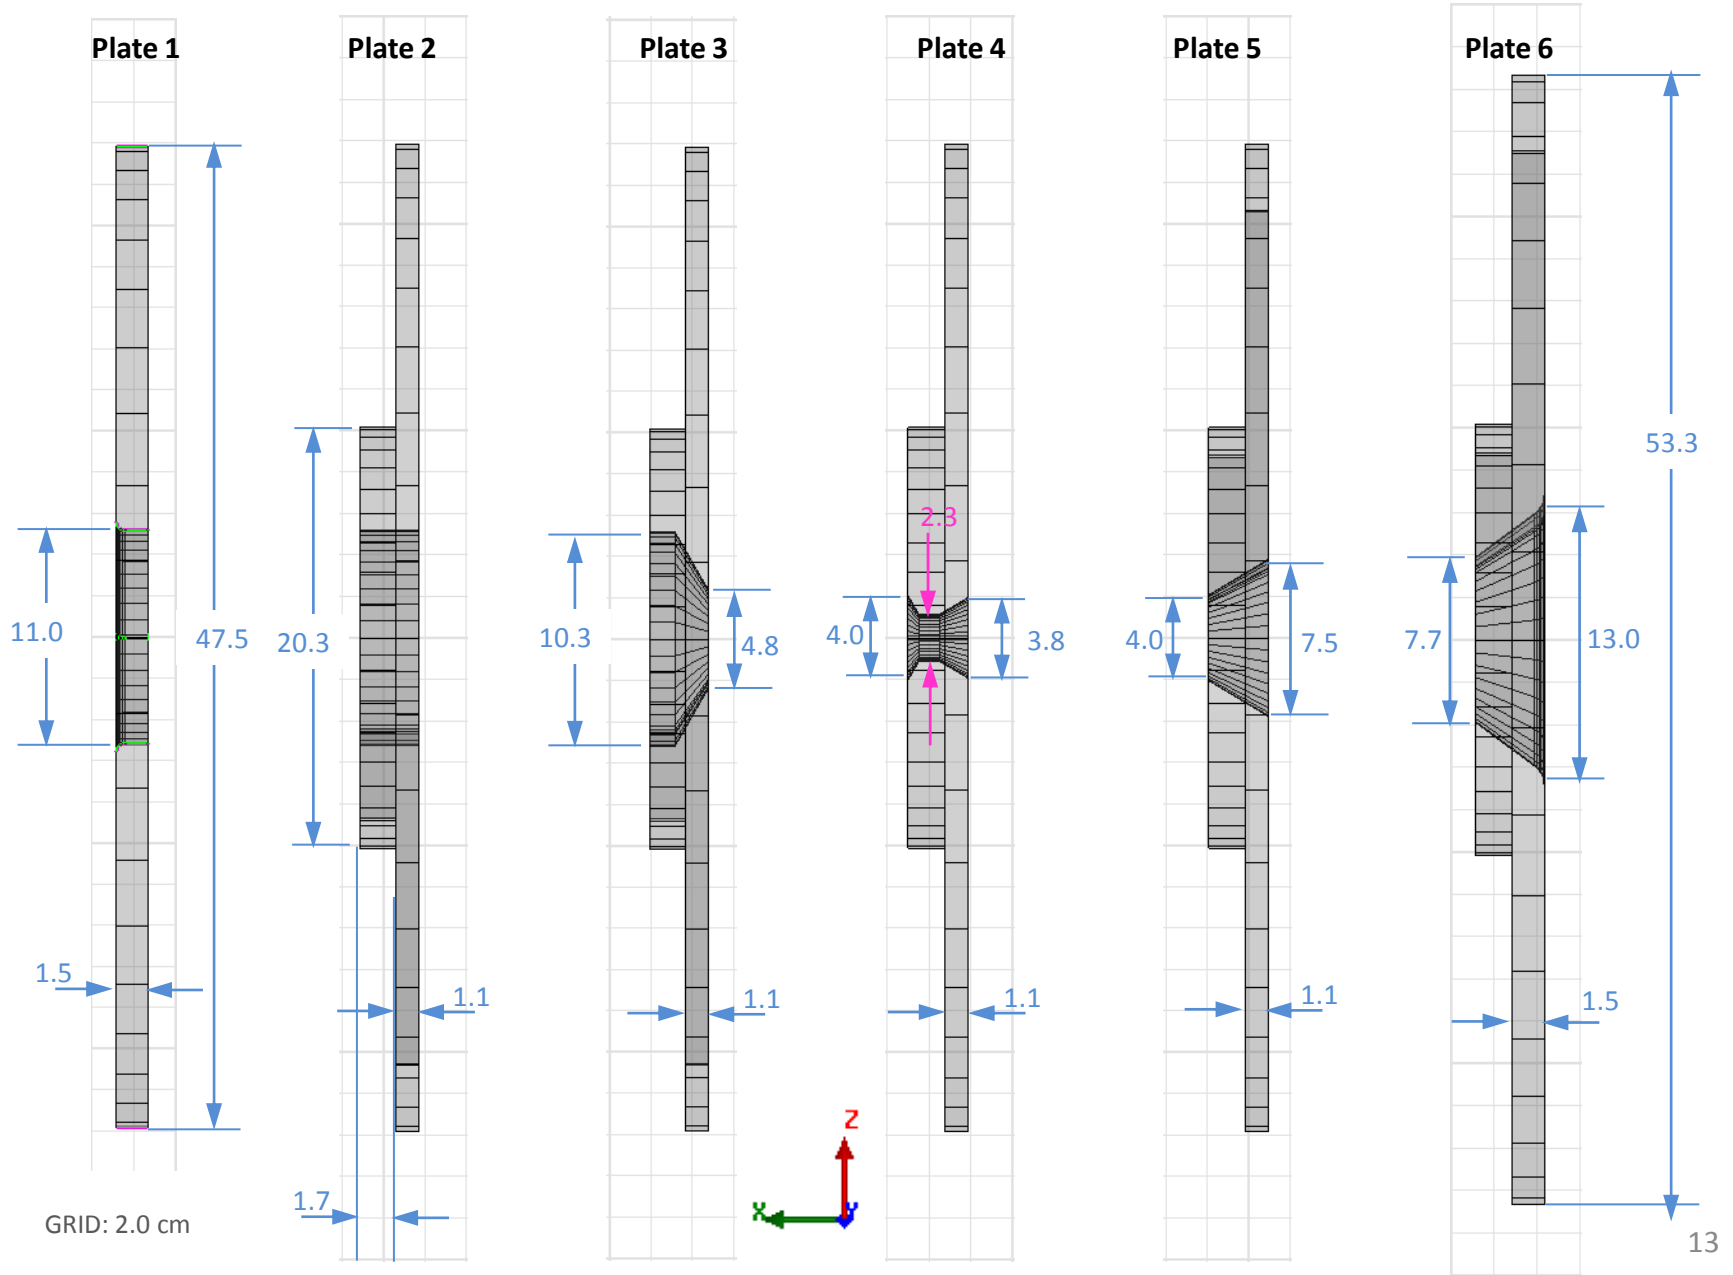 Plate 1 Plate 2 Plate 3 Plate 4 Plate 5 Plate 6
53.3
2.3
11.0 47.5 20.3 10.3 4.8 4.0 3.8 4.0 7.5 7.7 13.0
1.5 1.1 1.1 1.1 1.1 1.5
Z
1.7 X Y
GRID: 2.0 cm
13